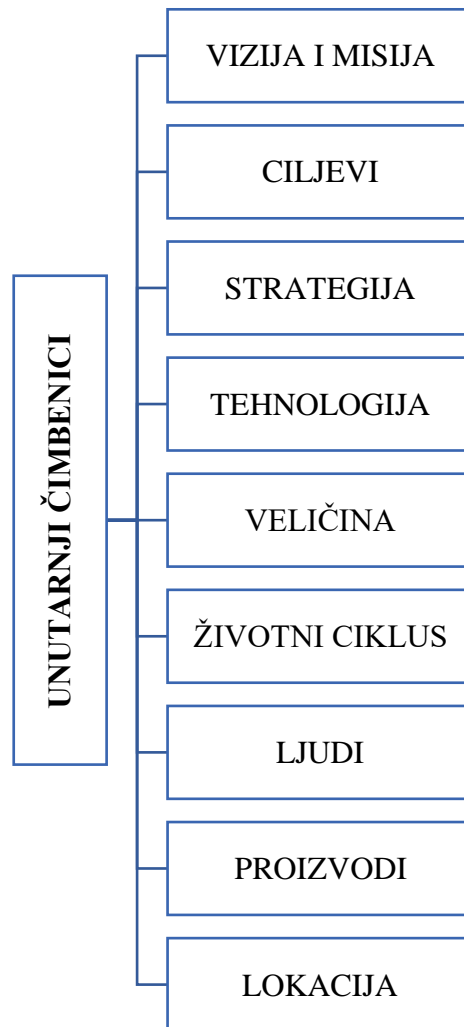 UNUTARNJI ČIMBENICI
VIZIJA I MISIJA
CILJEVI
STRATEGIJA
TEHNOLOGIJA
VELIČINA
ŽIVOTNI CIKLUS
LJUDI
PROIZVODI
LOKACIJA